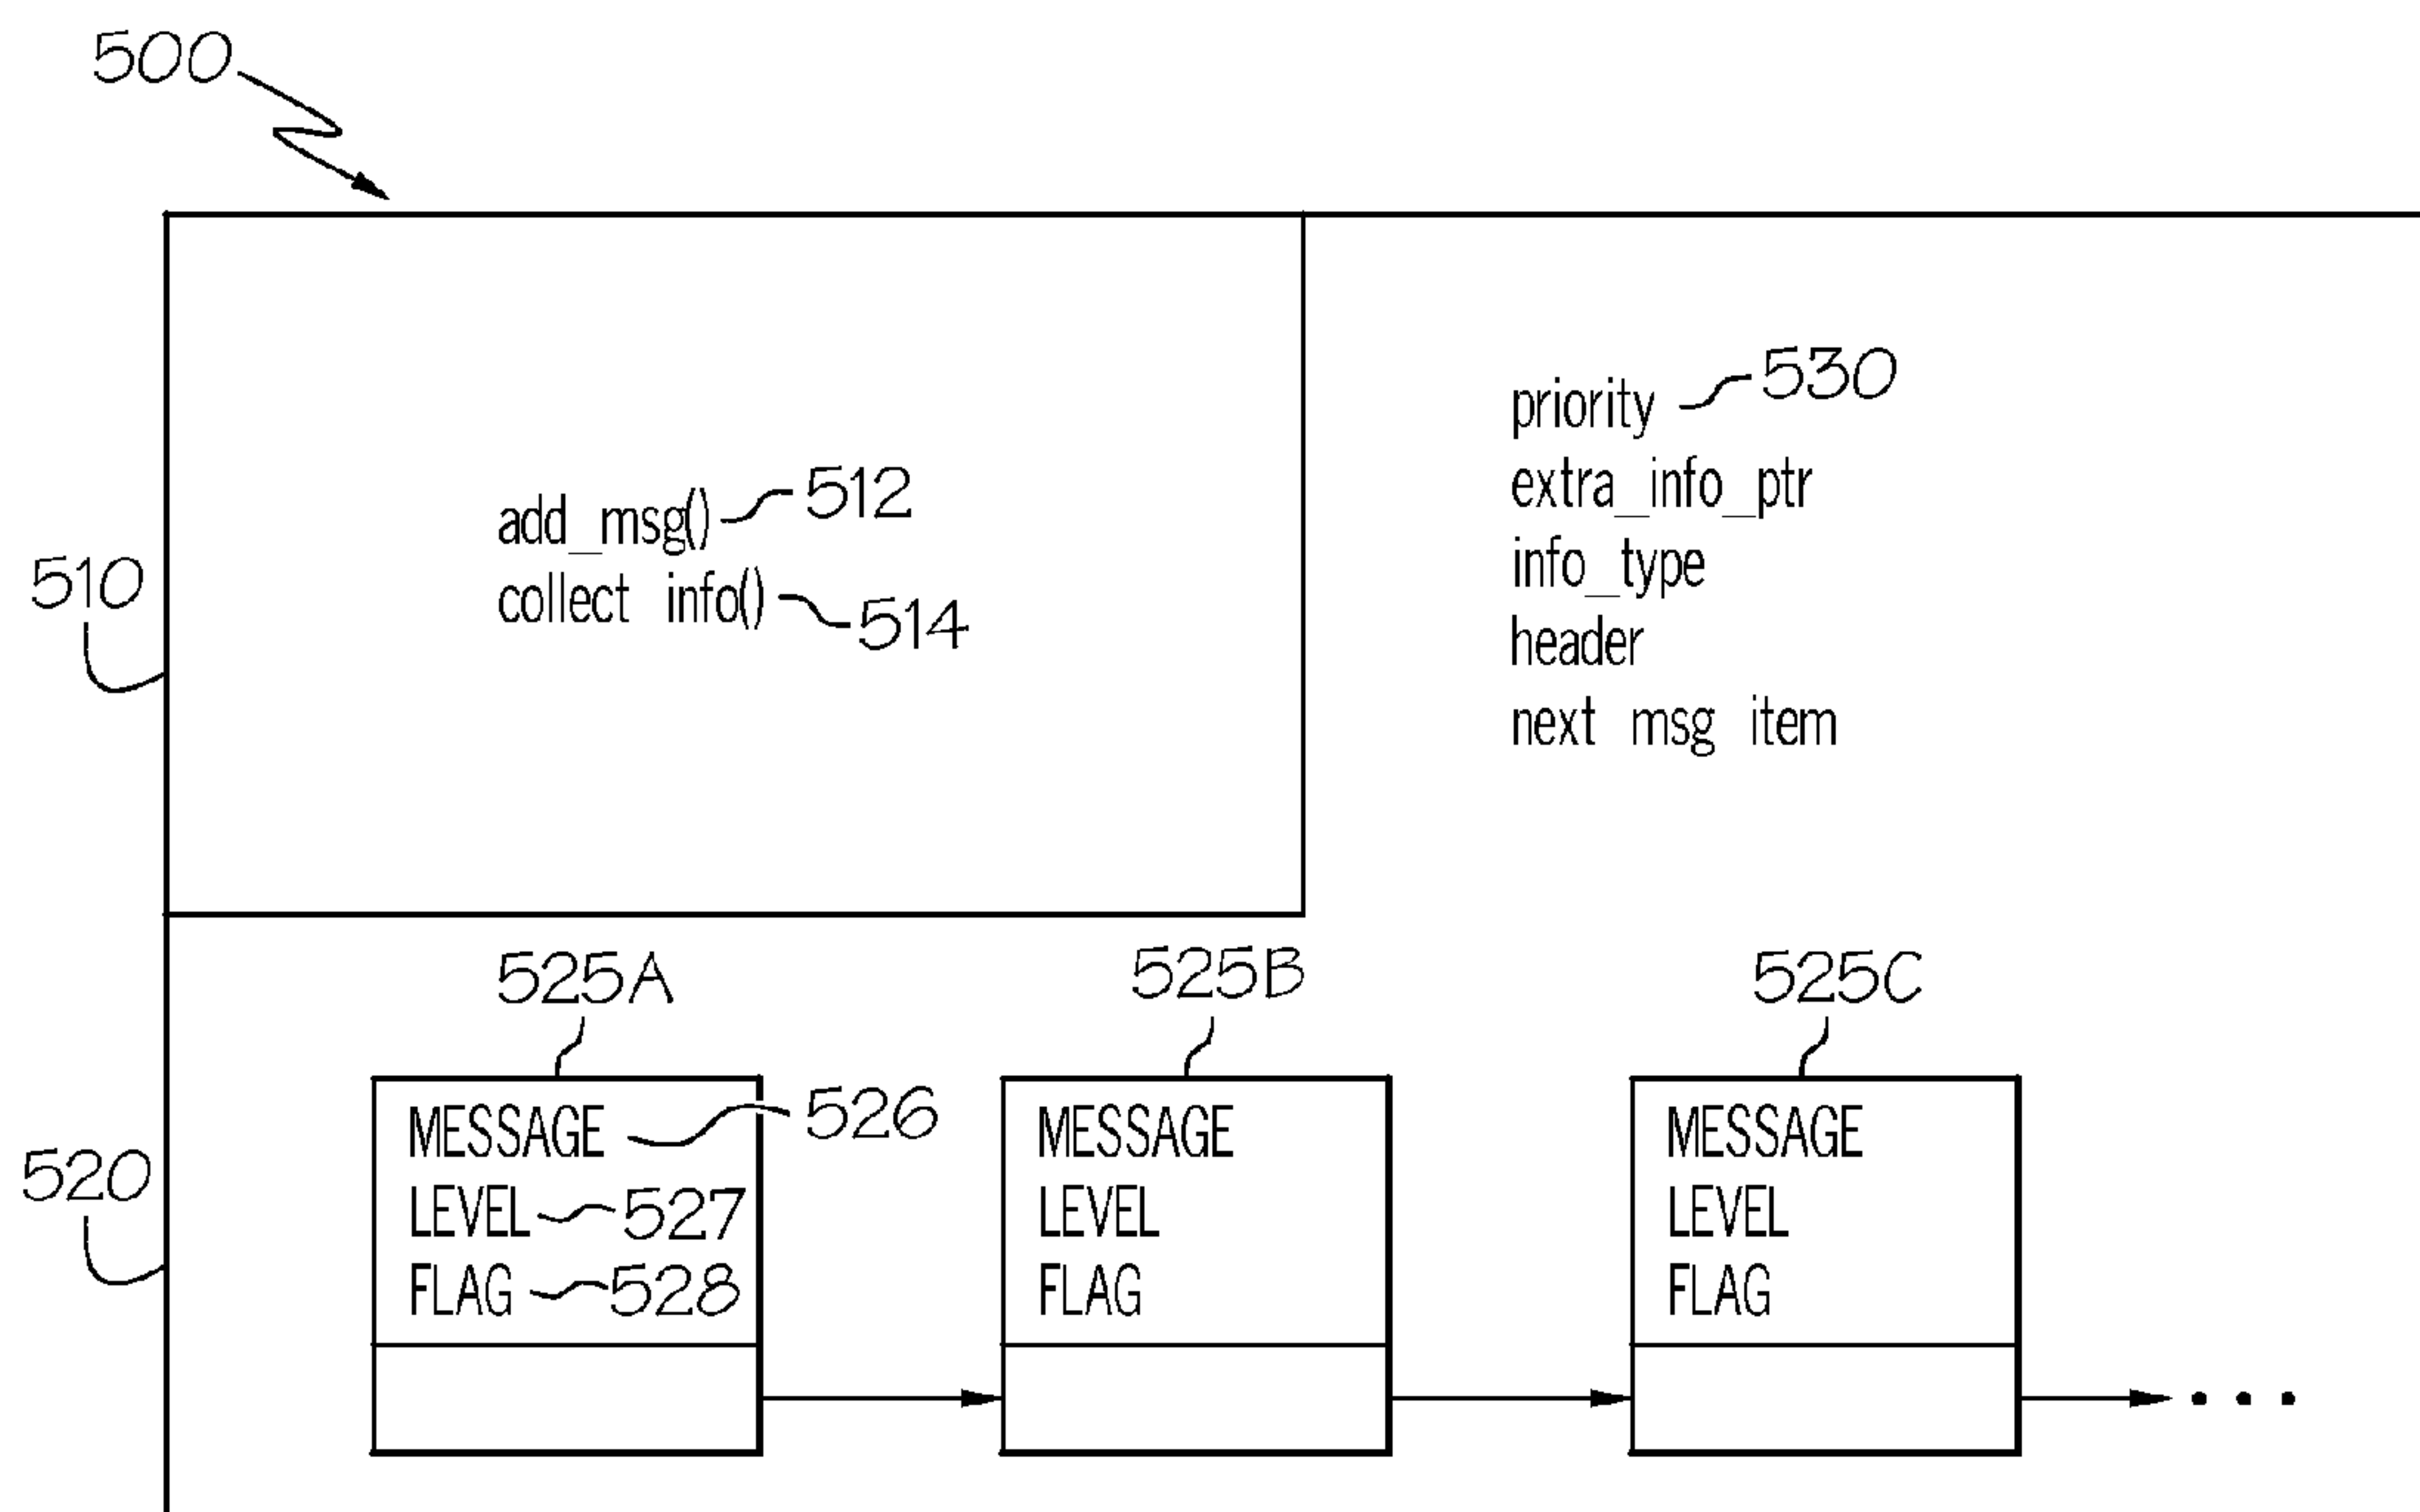 500
add_msg() 512
collect info() 514
510
priority 530
extra_info_ptr
info_type
header
next msg item
525A 525B 525C
MESSAGE 526 MESSAGE MESSAGE
LEVEL 527 LEVEL LEVEL
FLAG 528 FLAG FLAG
520